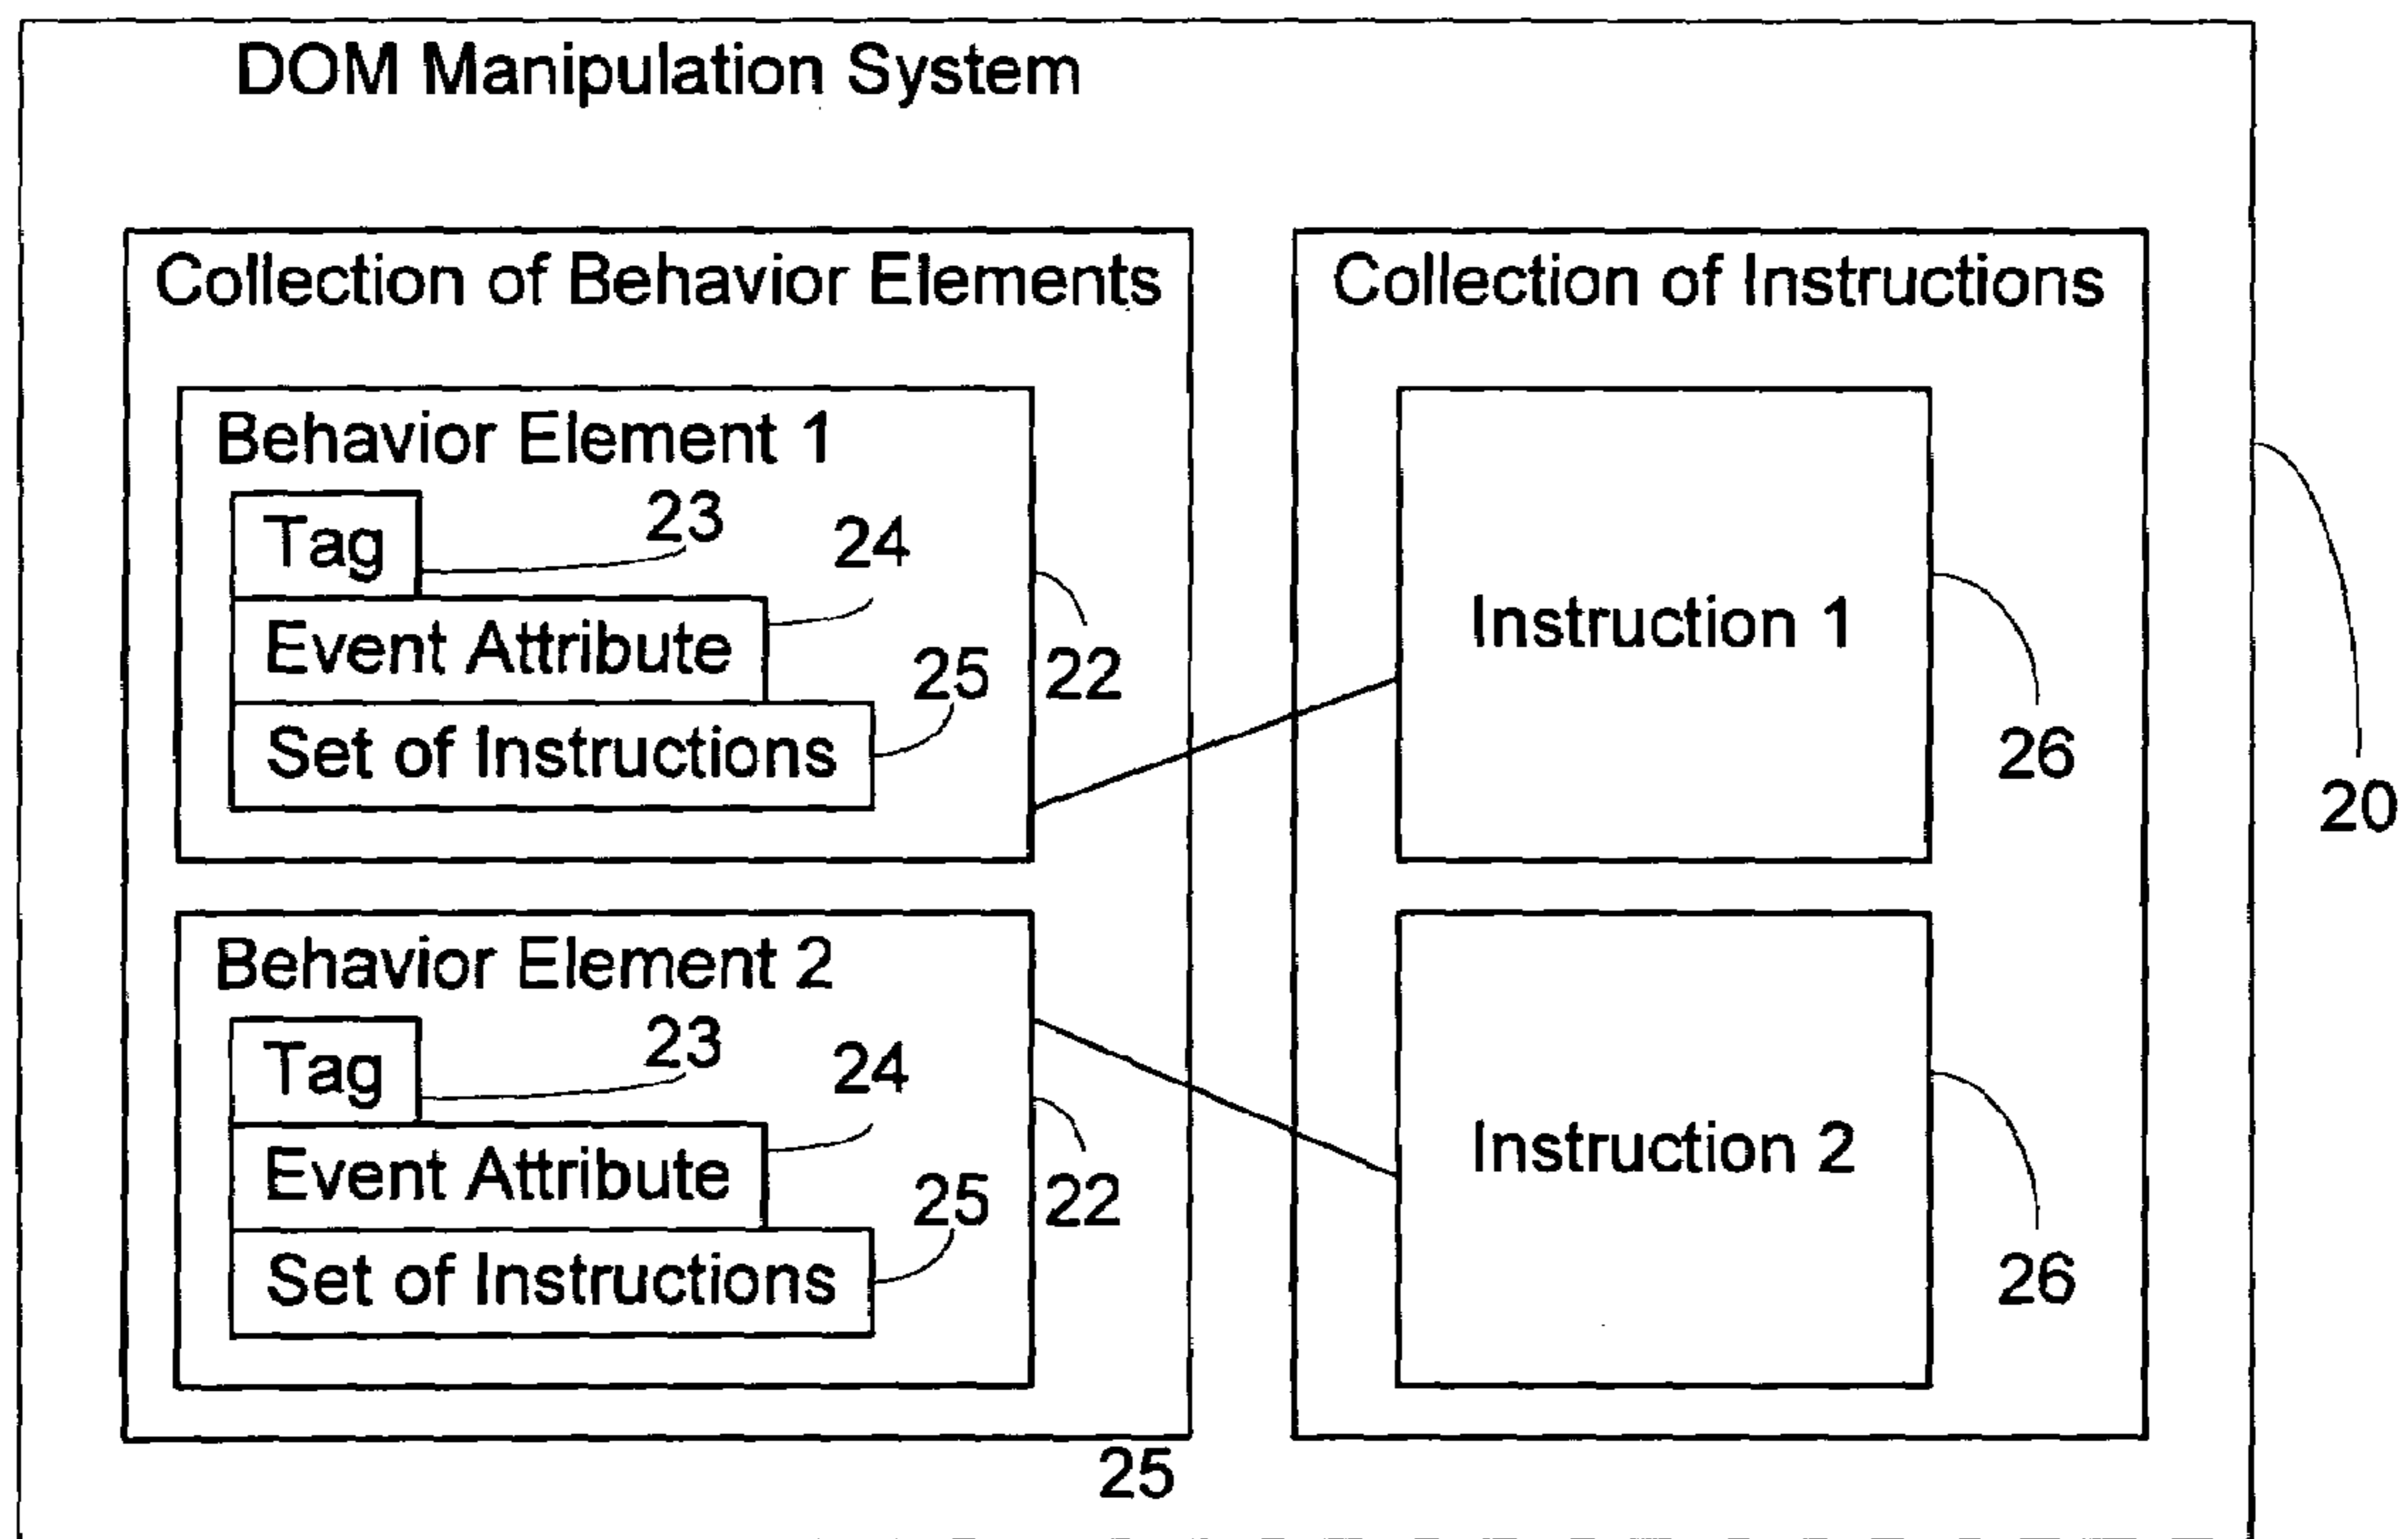 DOM Manipulation System
Collection of Behavior Elements
Behavior Element 1
Tag
23
Event Attribute
24
Set of Instructions
25
22
Behavior Element 2
Tag
23
Event Attribute
24
Set of Instructions
25
22
25
Collection of Instructions
Instruction 1
26
Instruction 2
26
20